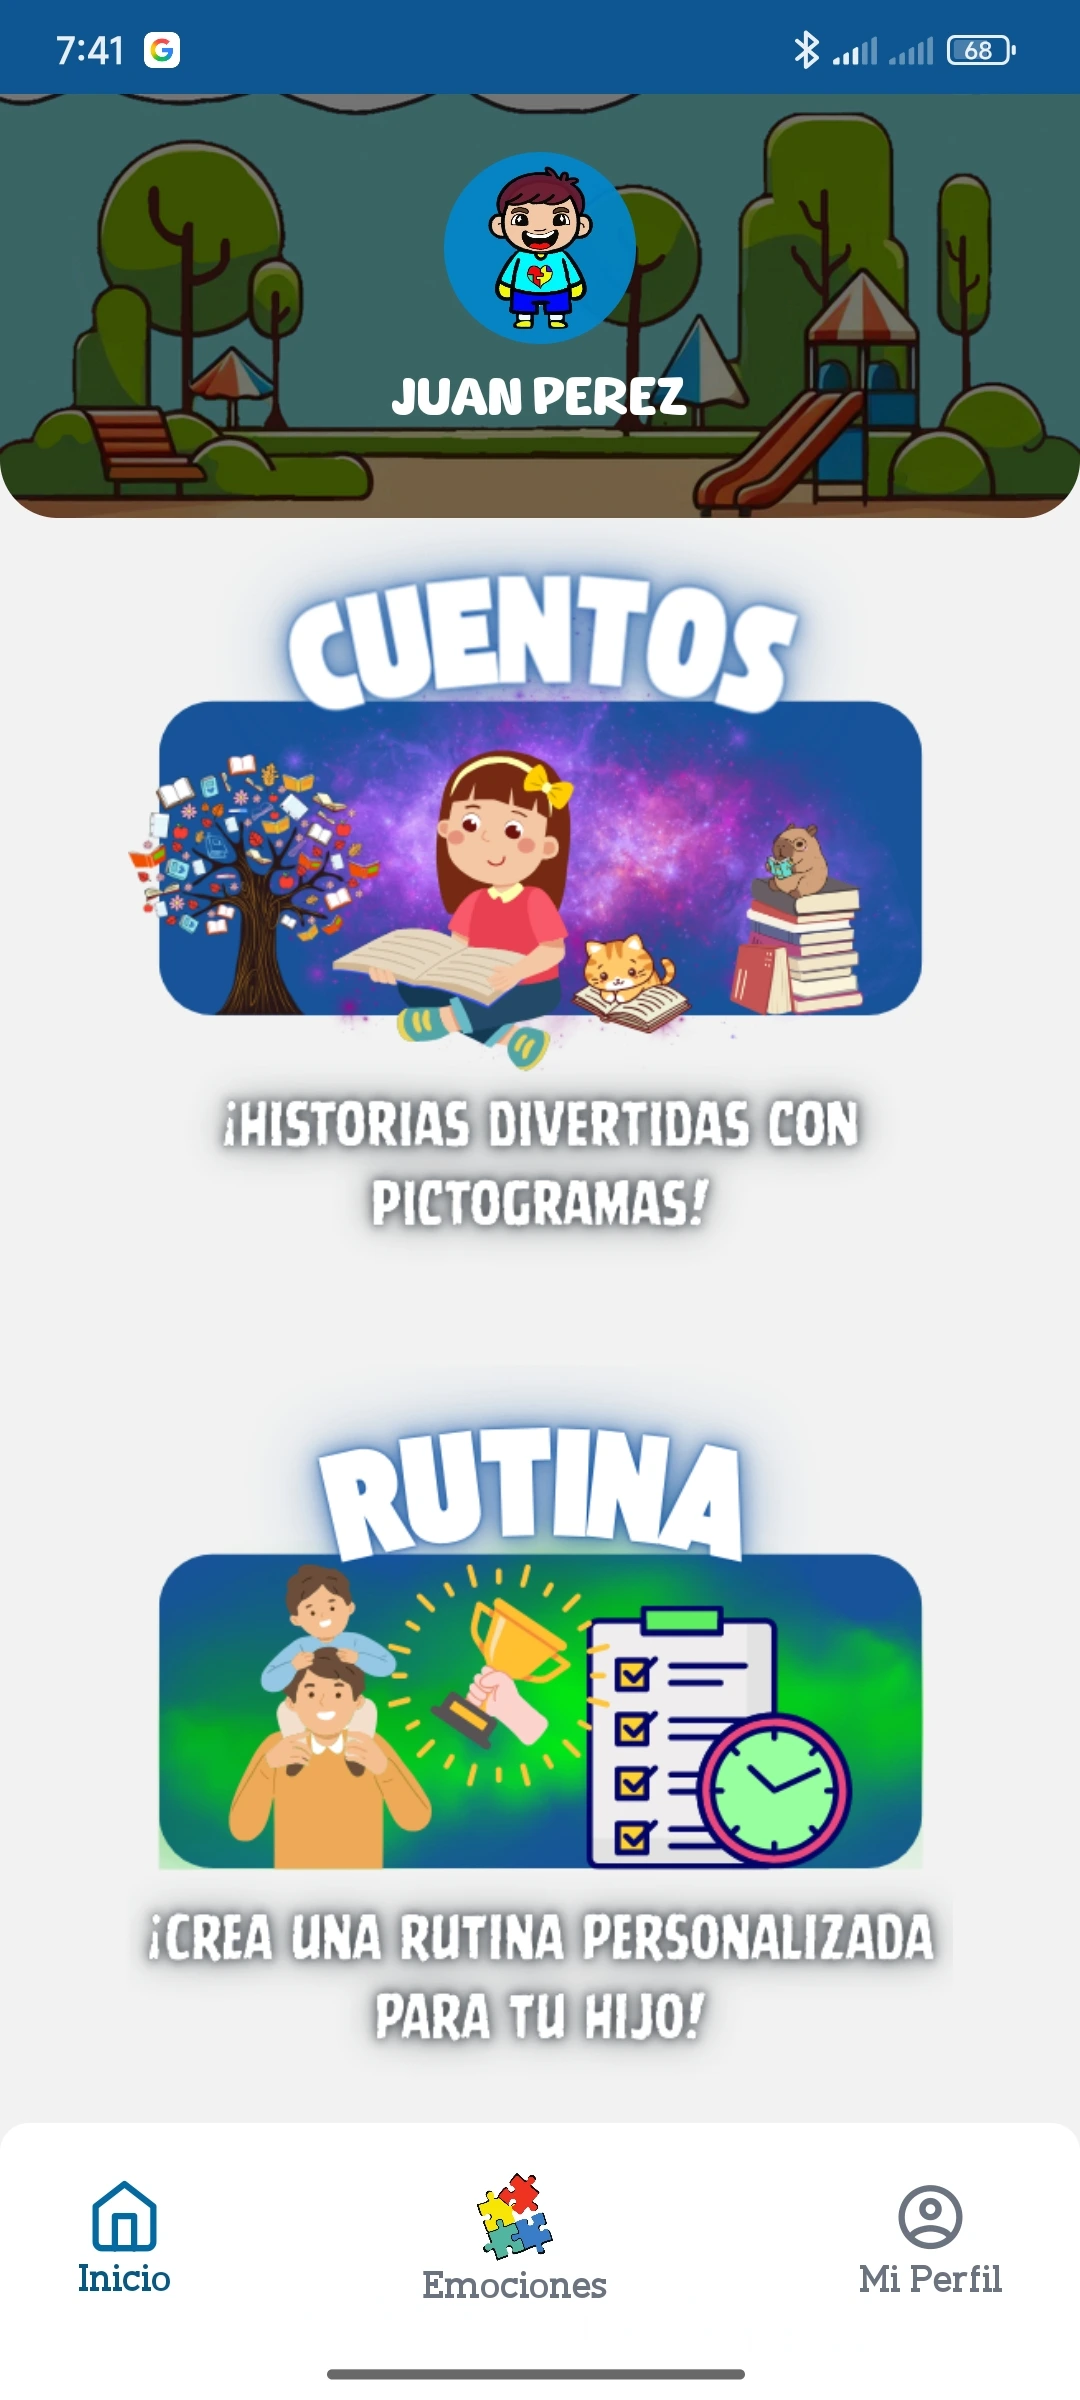 7:41
68
JUAN PEREZ
CUENTOS
¡HISTORIAS DIVERTIDAS CON
PICTOGRAMAS!
RUTINA
¡CREA UNA RUTINA PERSONALIZADA
PARA TU HIJO!
Inicio
Emociones
Mi Perfil